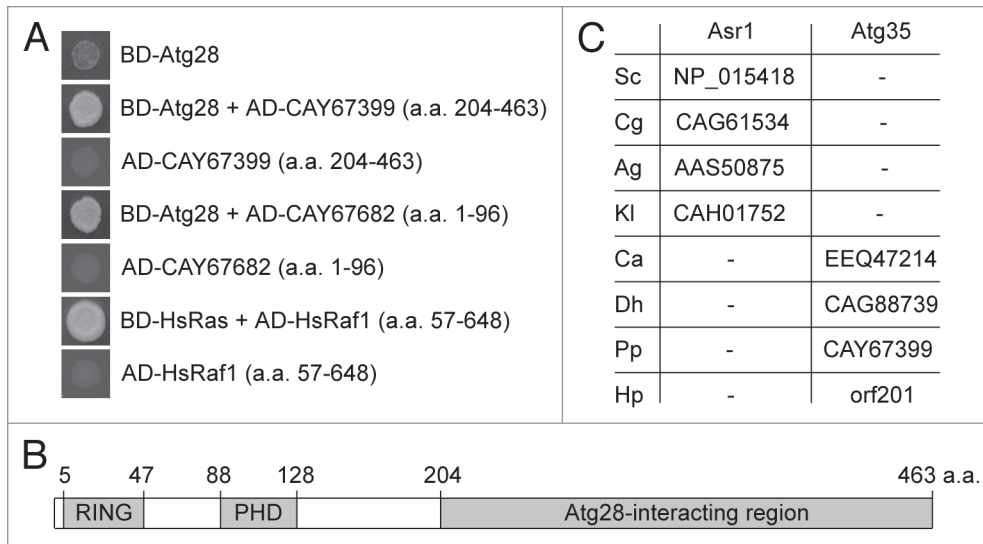 A
BD-Atg28
BD-Atg28 + AD-CAY67399 (a.a. 204-463)
AD-CAY67399 (a.a. 204-463)
BD-Atg28 + AD-CAY67682 (a.a. 1-96)
AD-CAY67682 (a.a. 1-96)
BD-HsRas + AD-HsRaf1 (a.a. 57-648)
AD-HsRaf1 (a.a. 57-648)
C
Asr1 Atg35
Sc NP_015418 -
Cg CAG61534 -
Ag AAS50875 -
Kl CAH01752 -
Ca - EEQ47214
Dh - CAG88739
Pp - CAY67399
Hp - orf201
B
5 47 88 128 204 463 a.a.
RING PHD Atg28-interacting region